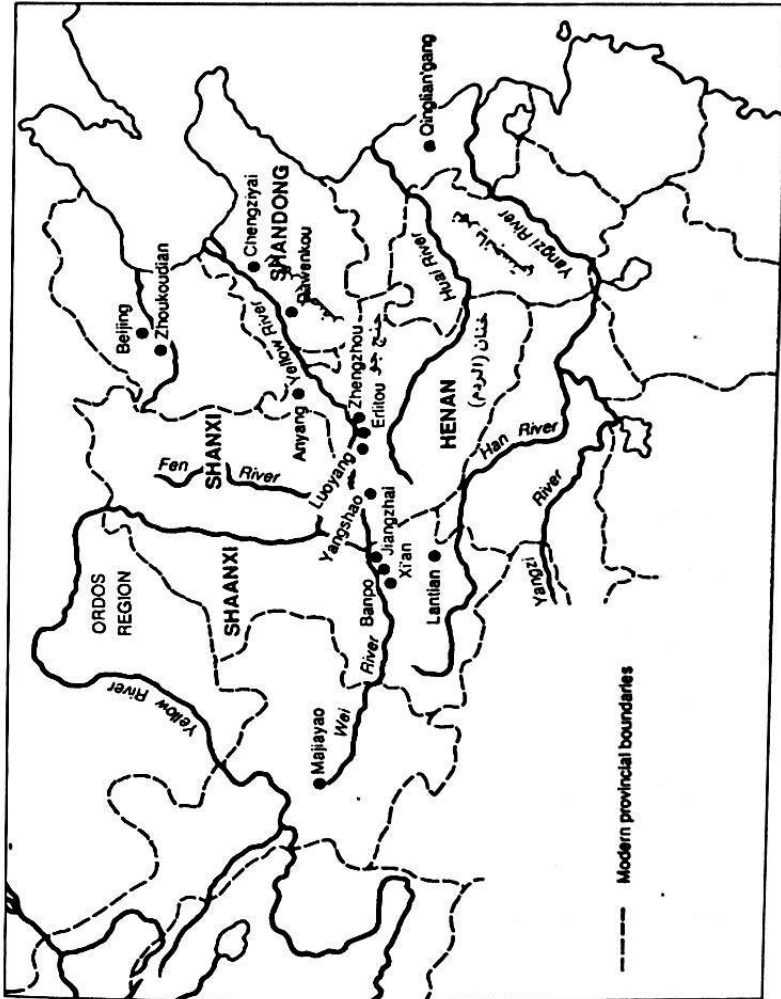 Beijing
Zhoukoudian
ORDOS
REGION
SHANXI
Fen
River
Yellow River
Chengziyai
SHANDONG
Dawenkou
Anyang
Yellow River
SHAANXI
Luoyang
Zhengzhou
Erlitou
Yangshao
Jiangzhai
Banpo
Xi'an
Majiayao
Wei
River
Lantian
Huai River
Qinglian'gang
HENAN
خنان (الردم)
Han River
Yangzi River
Yangzi
River
Modern provincial boundaries